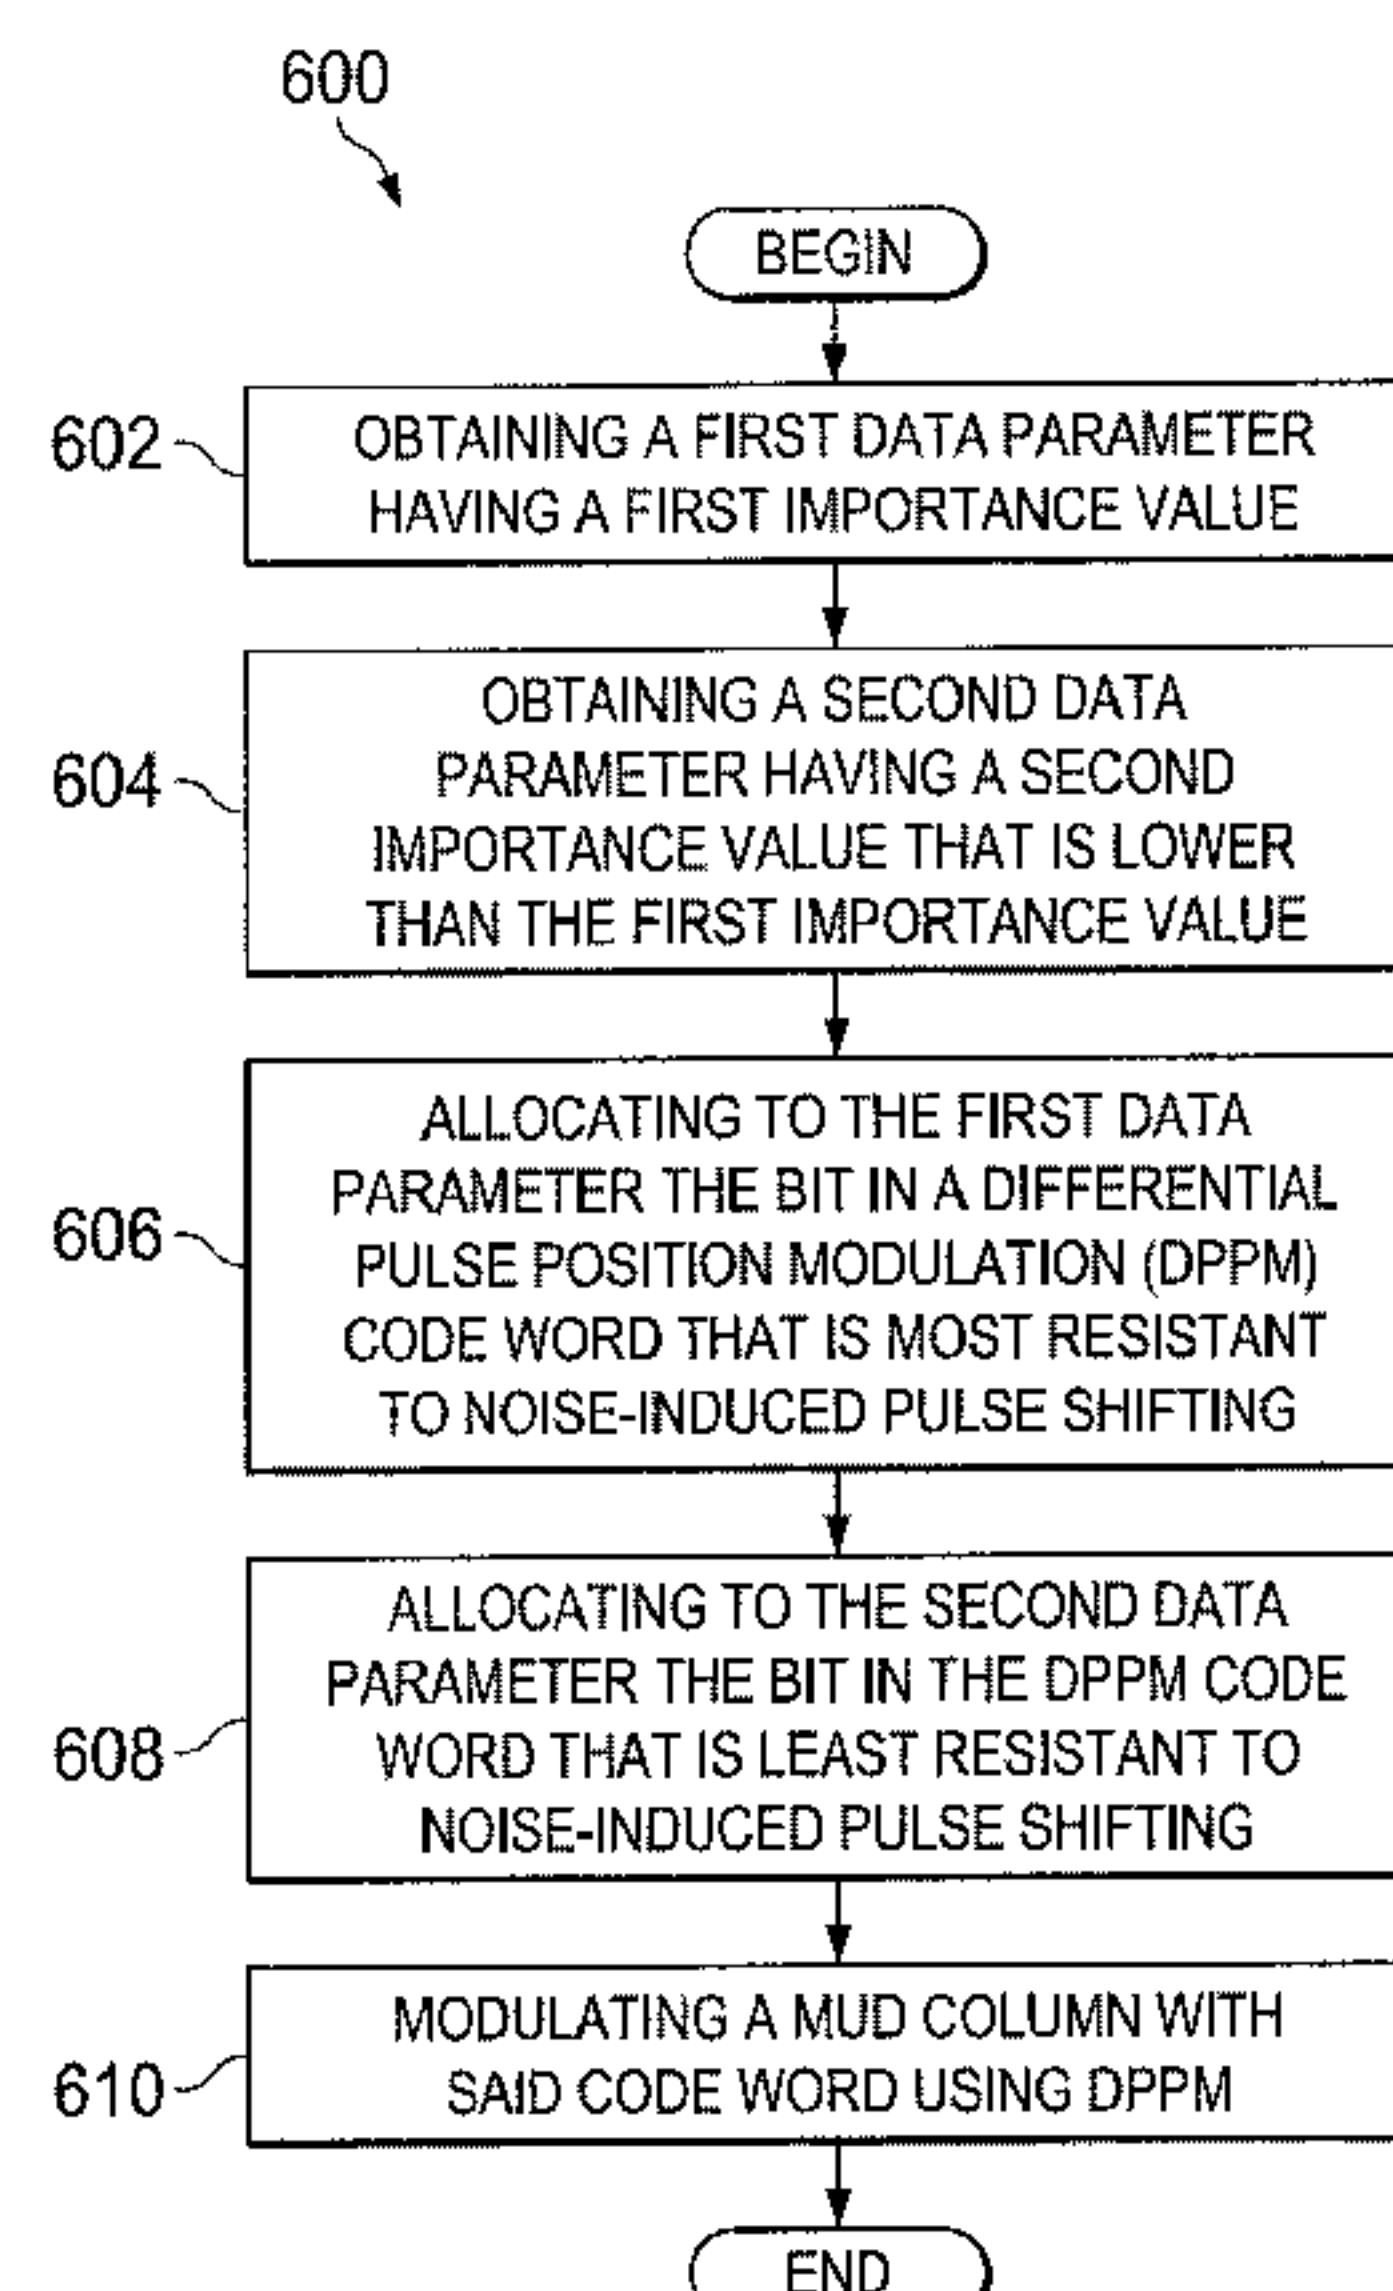 600
BEGIN
602
OBTAINING A FIRST DATA PARAMETER
HAVING A FIRST IMPORTANCE VALUE
604
OBTAINING A SECOND DATA
PARAMETER HAVING A SECOND
IMPORTANCE VALUE THAT IS LOWER
THAN THE FIRST IMPORTANCE VALUE
606
ALLOCATING TO THE FIRST DATA
PARAMETER THE BIT IN A DIFFERENTIAL
PULSE POSITION MODULATION (DPPM)
CODE WORD THAT IS MOST RESISTANT
TO NOISE-INDUCED PULSE SHIFTING
608
ALLOCATING TO THE SECOND DATA
PARAMETER THE BIT IN THE DPPM CODE
WORD THAT IS LEAST RESISTANT TO
NOISE-INDUCED PULSE SHIFTING
610
MODULATING A MUD COLUMN WITH
SAID CODE WORD USING DPPM
END